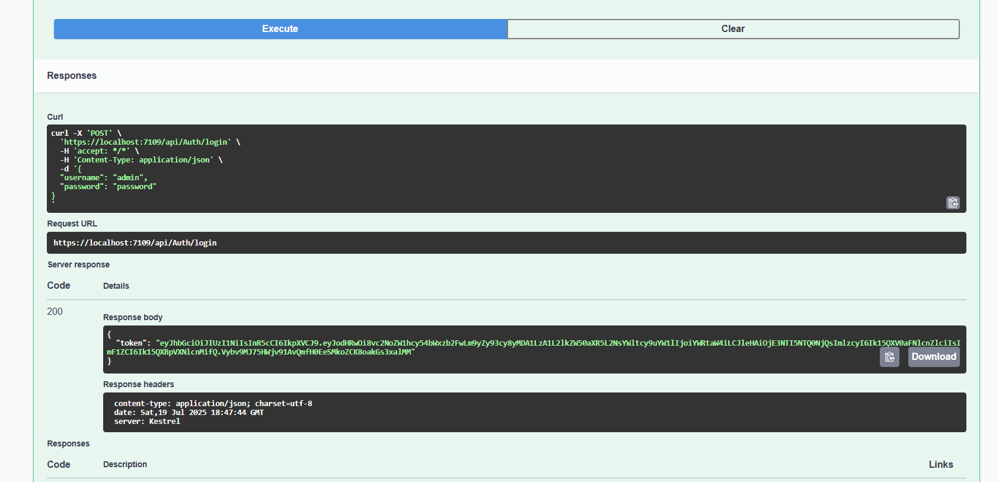 Execute
Clear
Responses
Curl
curl -X 'POST' \
'https://localhost:7109/api/Auth/login' \
-H 'accept: */*' \
-H 'Content-Type: application/json' \
-d '{
"username": "admin",
"password": "password"
}
'
Request URL
https://localhost:7109/api/Auth/login
Server response
Code Details
200
Response body
{
"token": "eyJhbGciOiJIUzI1NiIsInR5cCI6IkpXVCJ9.eyJodHRwOi8vc2NoZW1hcy54bWxzb2FwLm9yZy93cy8yMDA1LzA1L2lkZW50aXR5L2NsYWltcy9uYW1lIjoiYWRtaW4iLCJleHAiOjE3NTI5NTQ0NjQsImlzcyI6Ik15QXV0aFNlcnZlciIsI
mF1ZCI6Ik15QXBpVXNlcnMifQ.Vybv9MJ75HWjv91AvQmfH0EeSMkoZCK8oakGs3xalMM"
}
Download
Response headers
content-type: application/json; charset=utf-8
date: Sat,19 Jul 2025 18:47:44 GMT
server: Kestrel
Responses
Code Description Links